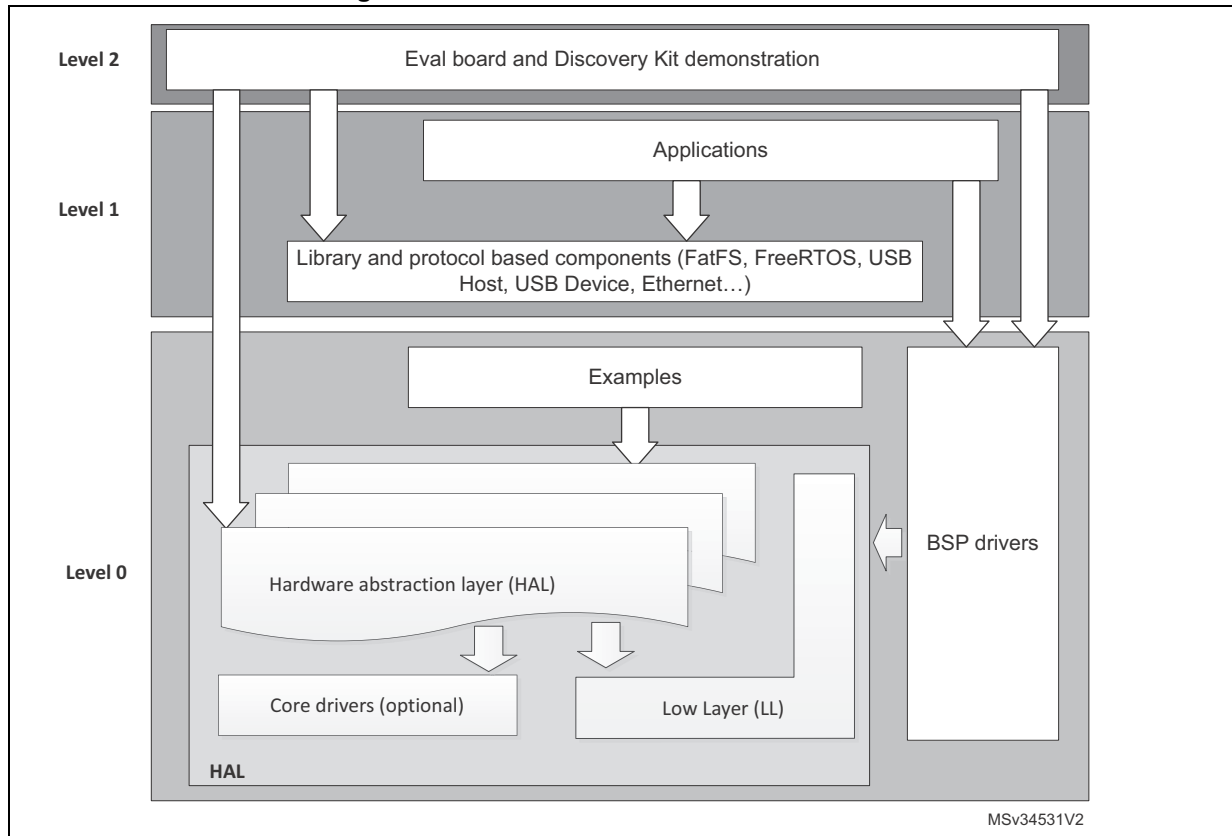 Level 2
Eval board and Discovery Kit demonstration
Applications
Level 1
Library and protocol based components (FatFS, FreeRTOS, USB
Host, USB Device, Ethernet…)
Examples
BSP drivers
Level 0
Hardware abstraction layer (HAL)
Core drivers (optional)
Low Layer (LL)
HAL
MSv34531V2